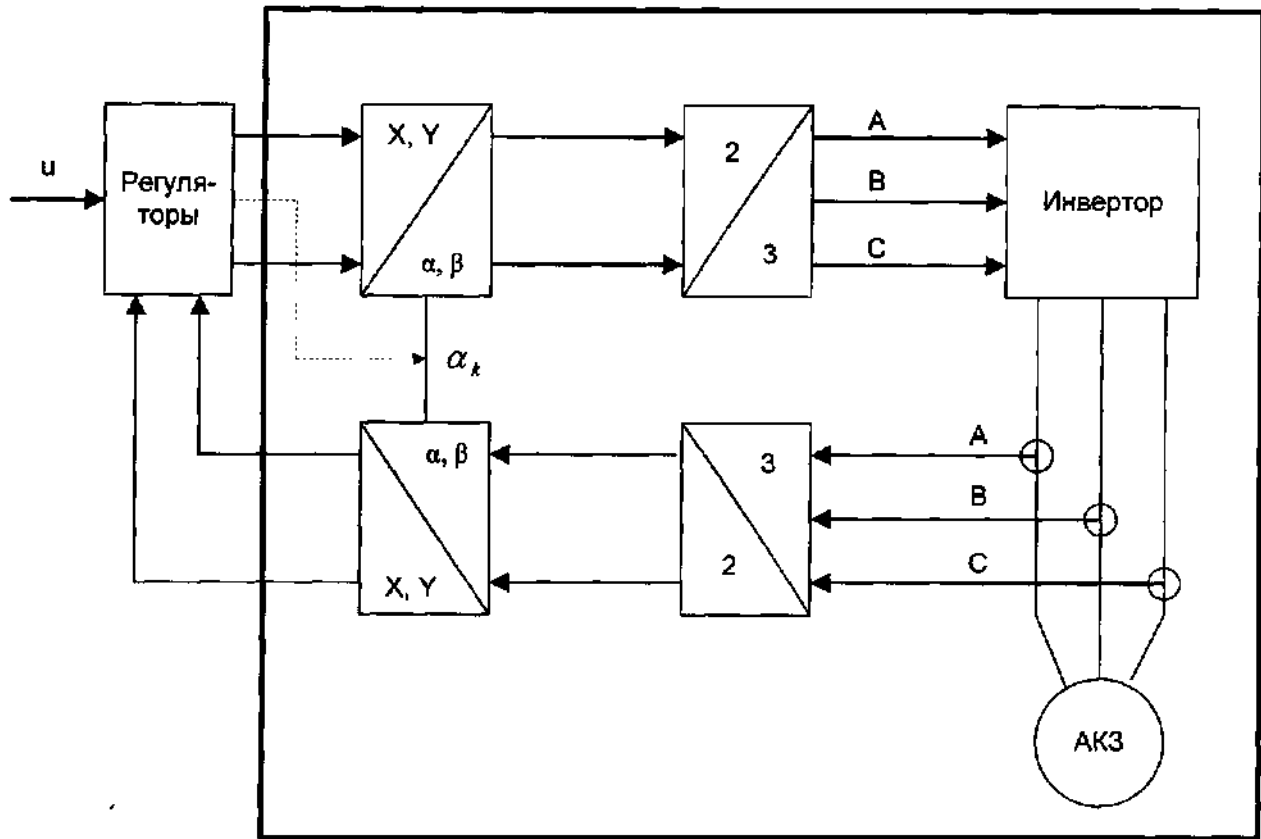 u
Регуля-
торы
X, Y
α, β
2
3
A
B
C
Инвертор
α_k
α, β
X, Y
3
2
A
B
C
АКЗ